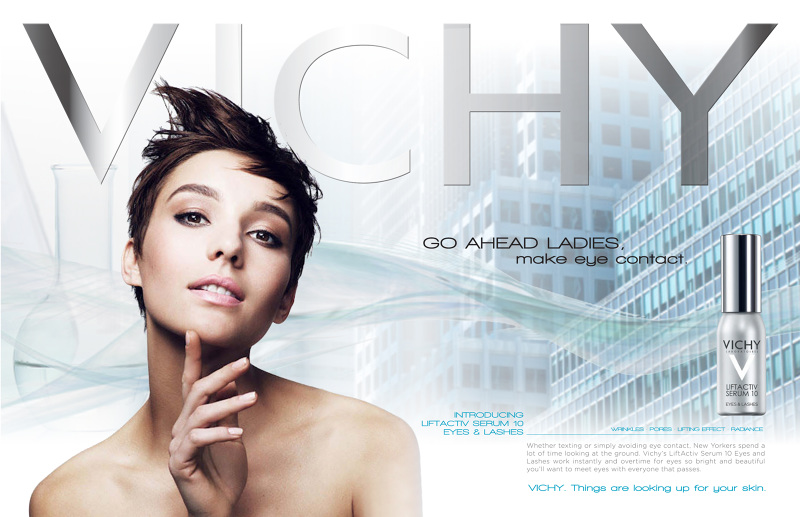 VICHY
GO AHEAD LADIES,
make eye contact.
VICHY
LABORATOIRES
LIFTACTIV
SERUM 10
EYES & LASHES
INTRODUCING
LIFTACTIV SERUM 10
EYES & LASHES
WRINKLES PORES LIFTING EFFECT RADIANCE
Whether texting or simply avoiding eye contact, New Yorkers spend a
lot of time looking at the ground. Vichy's LiftActiv Serum 10 Eyes and
Lashes work instantly and overtime for eyes so bright and beautiful
you'll want to meet eyes with everyone that passes.
VICHY. Things are looking up for your skin.